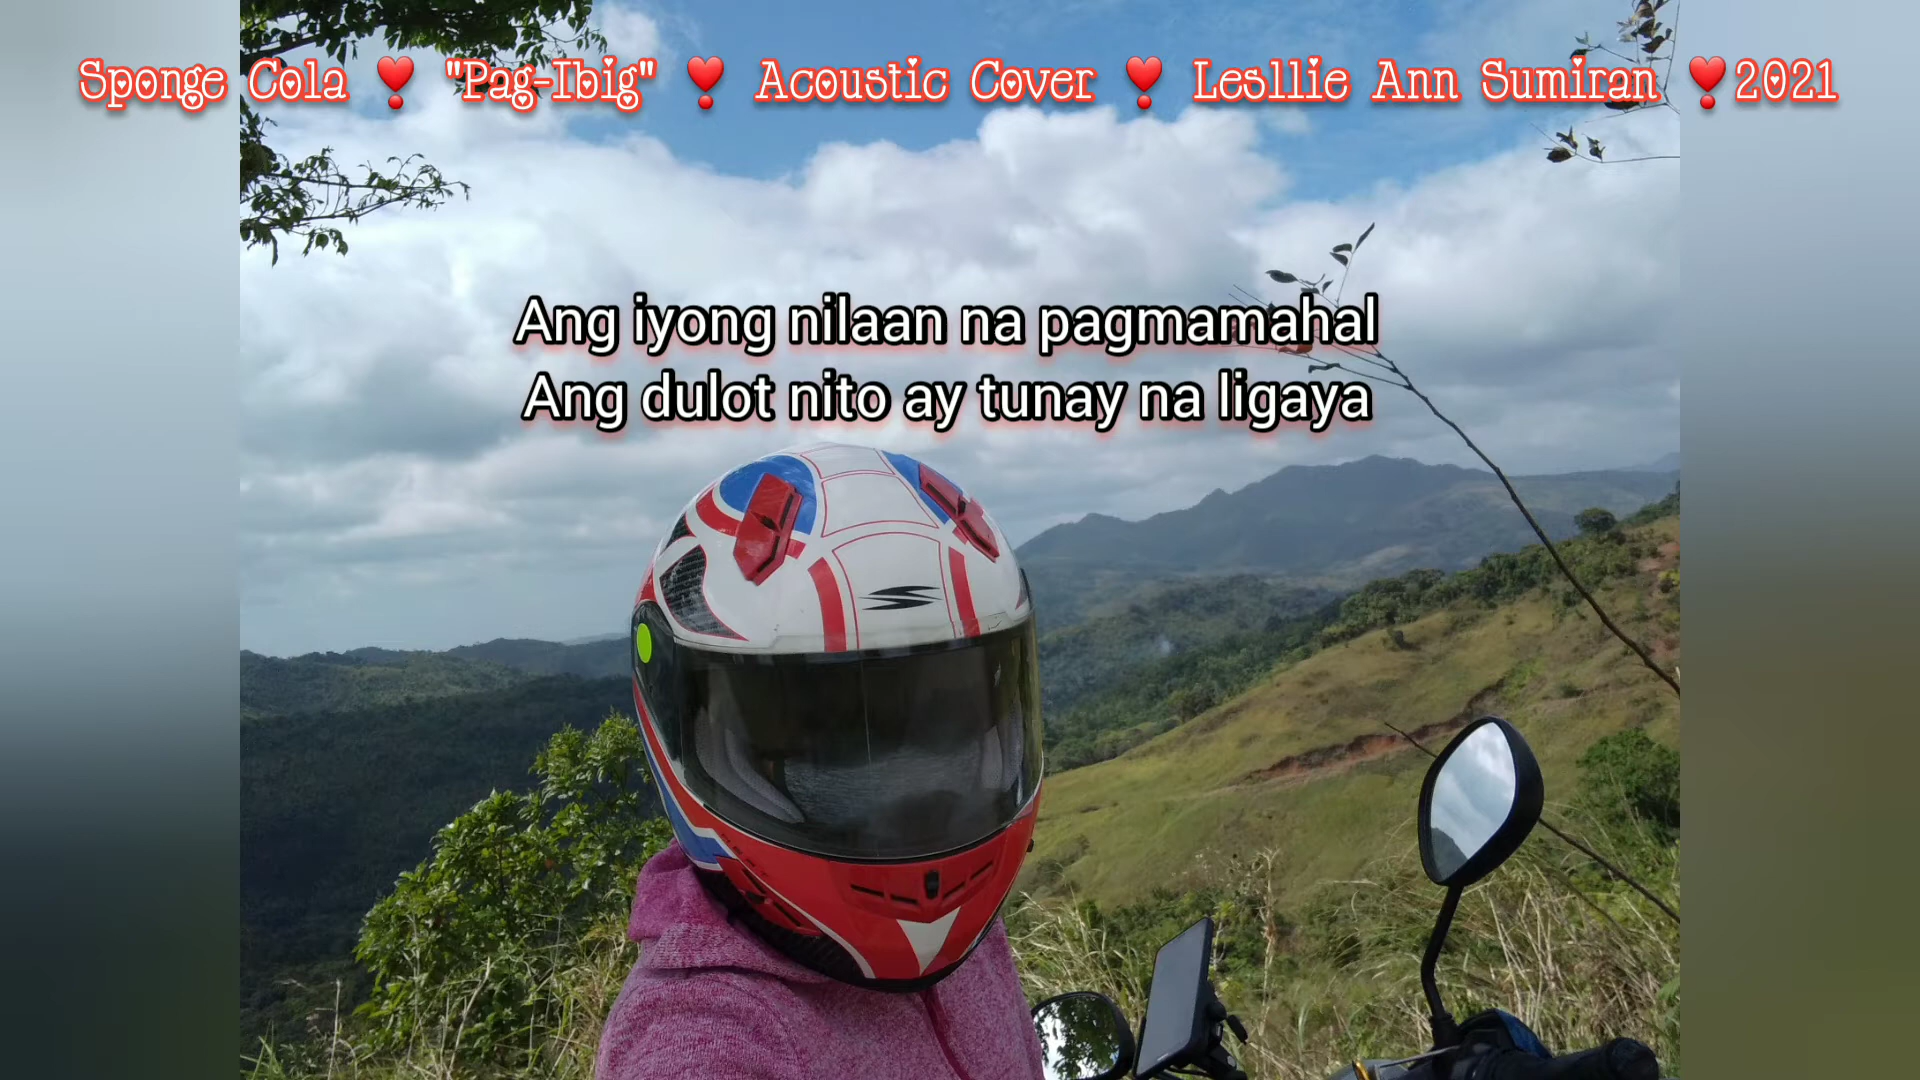 Sponge Cola ❣ "Pag-Ibig" ❣ Acoustic Cover ❣ Lesllie Ann Sumiran ❣2021
Ang iyong nilaan na pagmamahal
Ang dulot nito ay tunay na ligaya